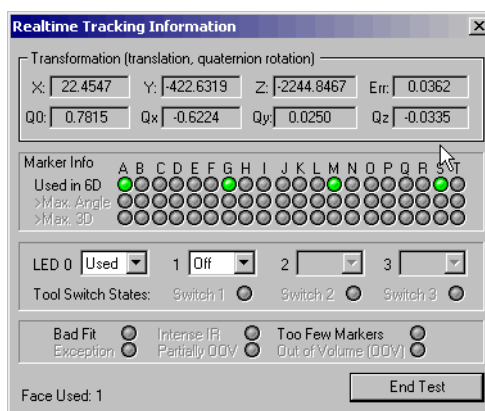 Realtime Tracking Information
Transformation (translation, quaternion rotation)
X: 22.4547 Y: -422.6319 Z: -2244.8467 Err: 0.0362
Q0: 0.7815 Qx -0.6224 Qy: 0.0250 Qz -0.0335
Marker Info A B C D E F G H I J K L M N O P Q R S T
Used in 6D
>Max. Angle
>Max. 3D
LED 0 Used 1 Off 2 3
Tool Switch States: Switch 1 Switch 2 Switch 3
Bad Fit Intense IR Too Few Markers
Exception Partially OOV Out of Volume (OOV)
Face Used: 1 End Test